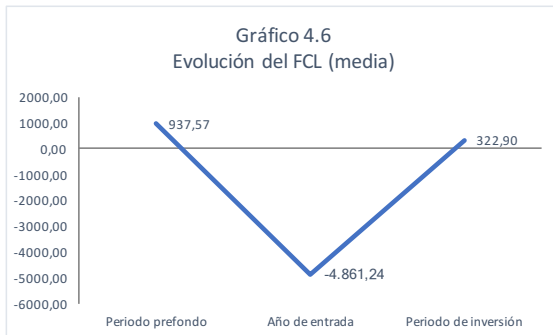 Gráfico 4.6
Evolución del FCL (media)
2000,00
1000,00
0,00
-1000,00
-2000,00
-3000,00
-4000,00
-5000,00
-6000,00
937,57
-4.861,24
322,90
Periodo prefondo
Año de entrada
Periodo de inversión